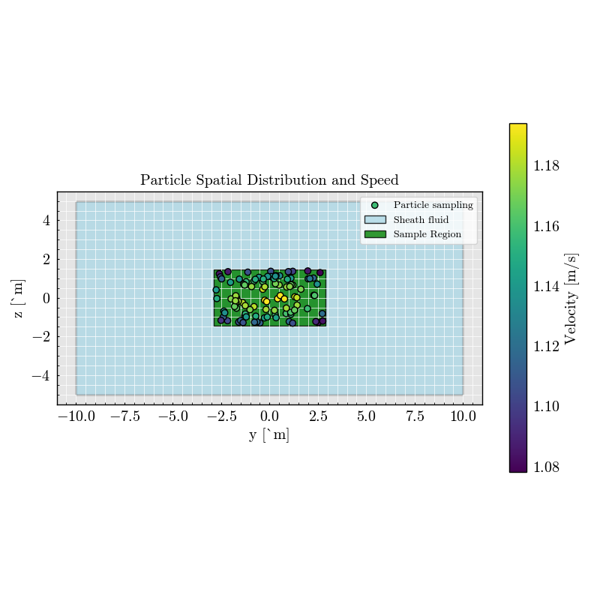 Particle Spatial Distribution and Speed
Particle sampling
Sheath fluid
Sample Region
4
2
0
−2
−4
z [`m]
−10.0 −7.5 −5.0 −2.5 0.0 2.5 5.0 7.5 10.0
y [`m]
1.18
1.16
1.14
1.12
1.10
1.08
Velocity [m/s]